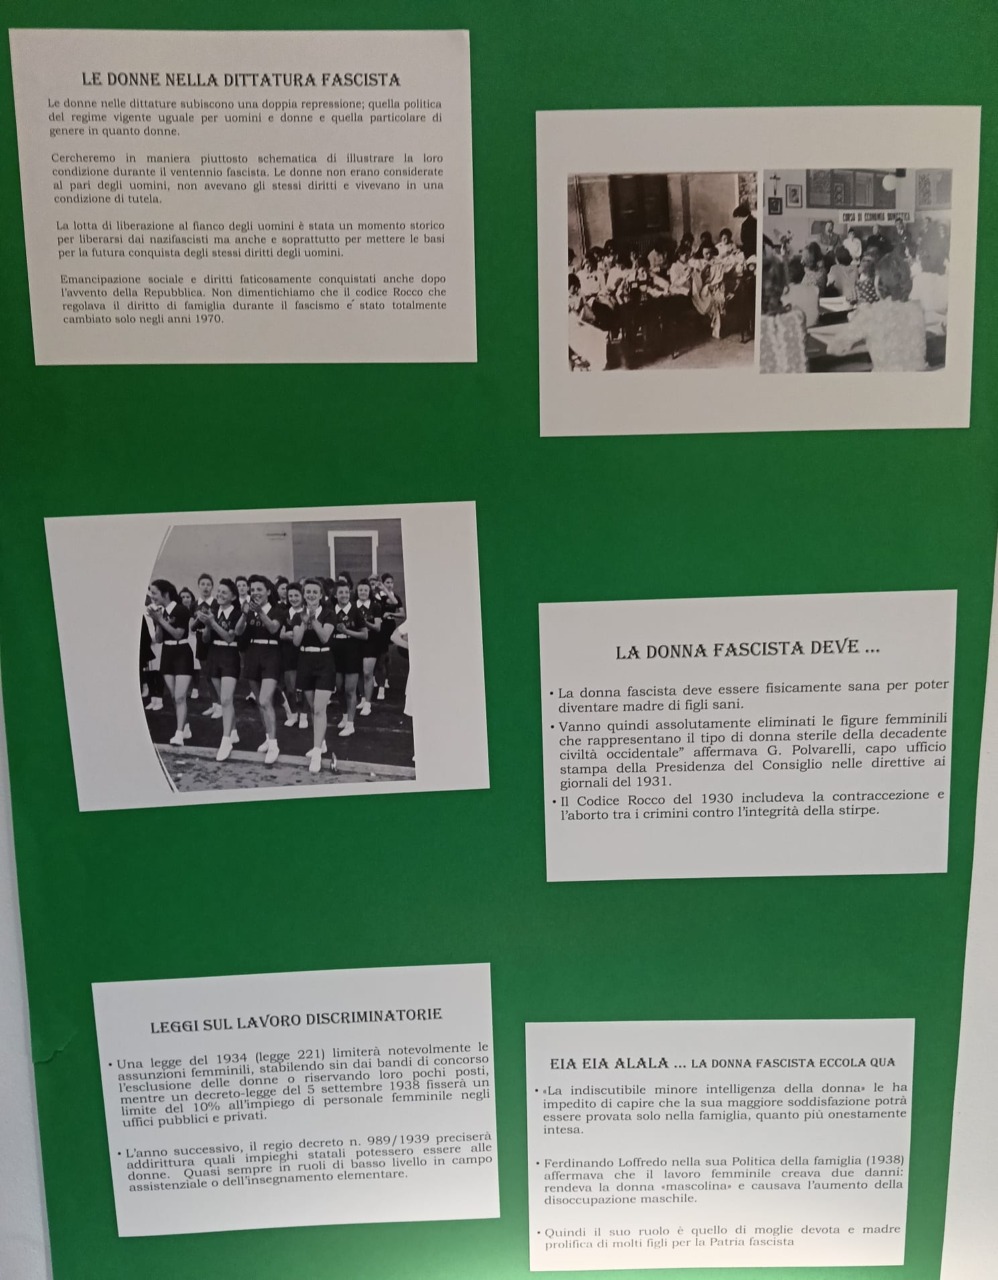 LE DONNE NELLA DITTATURA FASCISTA
Le donne nelle dittature subiscono una doppia repressione; quella politica
del regime vigente uguale per uomini e donne e quella particolare di
genere in quanto donne.
Cercheremo in maniera piuttosto schematica di illustrare la loro
condizione durante il ventennio fascista. Le donne non erano considerate
al pari degli uomini, non avevano gli stessi diritti e vivevano in una
condizione di tutela.
La lotta di liberazione al fianco degli uomini è stata un momento storico
per liberarsi dai nazifascisti ma anche e soprattutto per mettere le basi
per la futura conquista degli stessi diritti degli uomini.
Emancipazione sociale e diritti faticosamente conquistati anche dopo
l'avvento della Repubblica. Non dimentichiamo che il codice Rocco che
regolava il diritto di famiglia durante il fascismo e' stato totalmente
cambiato solo negli anni 1970.
CORSO DI ECONOMIA DOMESTICA
LA DONNA FASCISTA DEVE ...
• La donna fascista deve essere fisicamente sana per poter
diventare madre di figli sani.
• Vanno quindi assolutamente eliminati le figure femminili
che rappresentano il tipo di donna sterile della decadente
civiltà occidentale" affermava G. Polvarelli, capo ufficio
stampa della Presidenza del Consiglio nelle direttive ai
giornali del 1931.
• Il Codice Rocco del 1930 includeva la contraccezione e
l'aborto tra i crimini contro l'integrità della stirpe.
LEGGI SUL LAVORO DISCRIMINATORIE
• Una legge del 1934 (legge 221) limiterà notevolmente le
assunzioni femminili, stabilendo sin dai bandi di concorso
l'esclusione delle donne o riservando loro pochi posti,
mentre un decreto-legge del 5 settembre 1938 fisserà un
limite del 10% all'impiego di personale femminile negli
uffici pubblici e privati.
• L'anno successivo, il regio decreto n. 989/1939 preciserà
addirittura quali impieghi statali potessero essere alle
donne. Quasi sempre in ruoli di basso livello in campo
assistenziale o dell'insegnamento elementare.
EIA EIA ALALA ... LA DONNA FASCISTA ECCOLA QUA
• «La indiscutibile minore intelligenza della donna» le ha
impedito di capire che la sua maggiore soddisfazione potrà
essere provata solo nella famiglia, quanto più onestamente
intesa.
• Ferdinando Loffredo nella sua Politica della famiglia (1938)
affermava che il lavoro femminile creava due danni:
rendeva la donna «mascolina» e causava l'aumento della
disoccupazione maschile.
• Quindi il suo ruolo è quello di moglie devota e madre
prolifica di molti figli per la Patria fascista